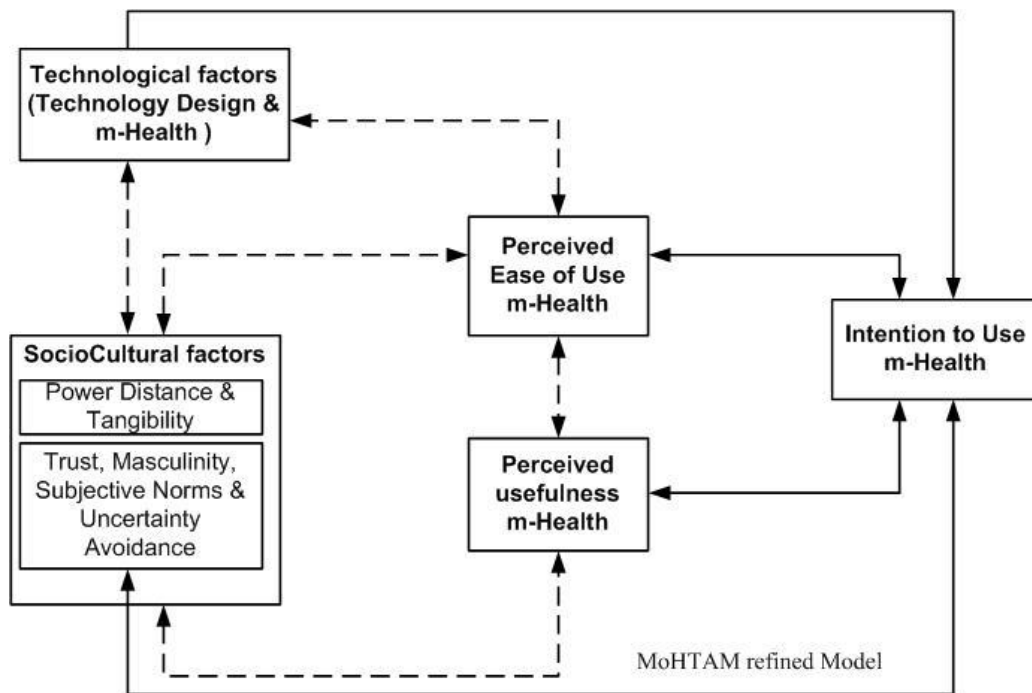 Technological factors
(Technology Design &
m-Health )
Perceived
Ease of Use
m-Health
Intention to Use
m-Health
SocioCultural factors
Power Distance &
Tangibility
Trust, Masculinity,
Subjective Norms &
Uncertainty
Avoidance
Perceived
usefulness
m-Health
MoHTAM refined Model